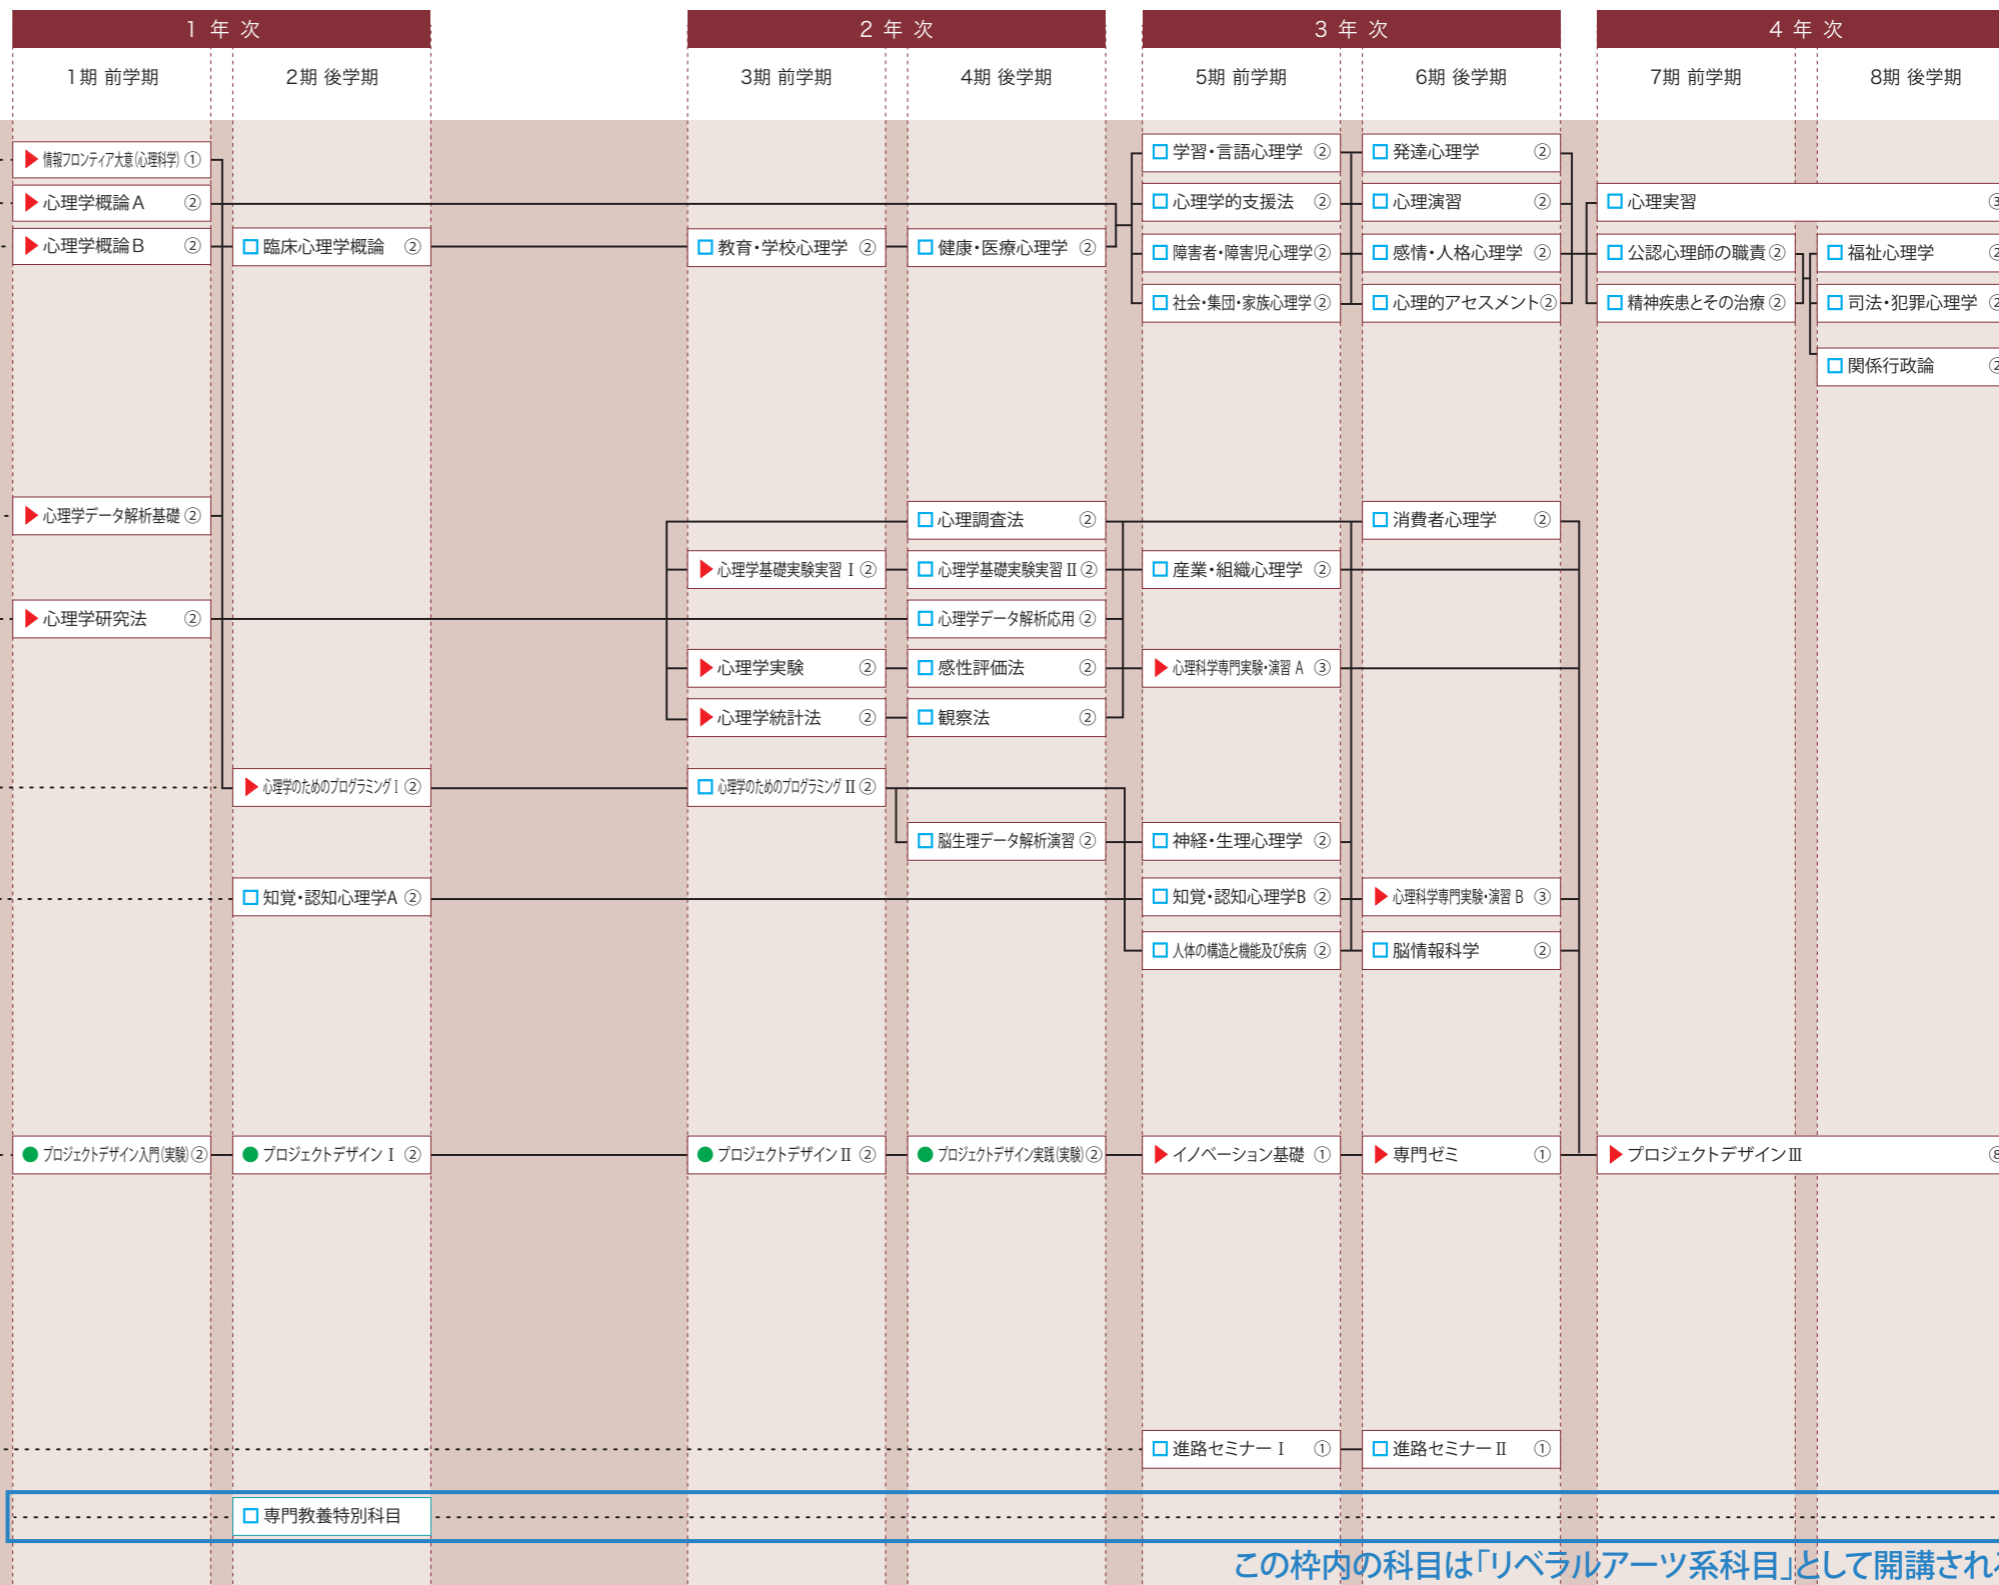 1 年 次
2 年 次
3 年 次
4 年 次
1期 前学期
2期 後学期
3期 前学期
4期 後学期
5期 前学期
6期 後学期
7期 前学期
8期 後学期
学習・言語心理学 ②
発達心理学 ②
情報フロンティア大意(心理科学) ①
心理学概論A ②
心理学的支援法 ②
心理演習 ②
心理実習 ③
心理学概論B ②
臨床心理学概論 ②
教育・学校心理学 ②
健康・医療心理学 ②
障害者・障害児心理学 ②
感情・人格心理学 ②
公認心理師の職責 ②
福祉心理学 ②
社会・集団・家族心理学 ②
心理的アセスメント ②
精神疾患とその治療 ②
司法・犯罪心理学 ②
関係行政論 ②
心理学データ解析基礎 ②
心理調査法 ②
消費者心理学 ②
心理学基礎実験実習 Ⅰ ②
心理学基礎実験実習 Ⅱ ②
産業・組織心理学 ②
心理学研究法 ②
心理学データ解析応用 ②
心理学実験 ②
感性評価法 ②
心理科学専門実験・演習 A ③
心理学統計法 ②
観察法 ②
心理学のためのプログラミング Ⅰ ②
心理学のためのプログラミング Ⅱ ②
脳生理データ解析演習 ②
神経・生理心理学 ②
知覚・認知心理学A ②
知覚・認知心理学B ②
心理科学専門実験・演習 B ③
人体の構造と機能及び疾病 ②
脳情報科学 ②
プロジェクトデザイン入門(実験) ②
プロジェクトデザイン Ⅰ ②
プロジェクトデザイン Ⅱ ②
プロジェクトデザイン実践(実験) ②
イノベーション基礎 ①
専門ゼミ ①
プロジェクトデザイン Ⅲ ⑧
進路セミナー Ⅰ ①
進路セミナー Ⅱ ①
専門教養特別科目
この枠内の科目は「リベラルアーツ系科目」として開講され